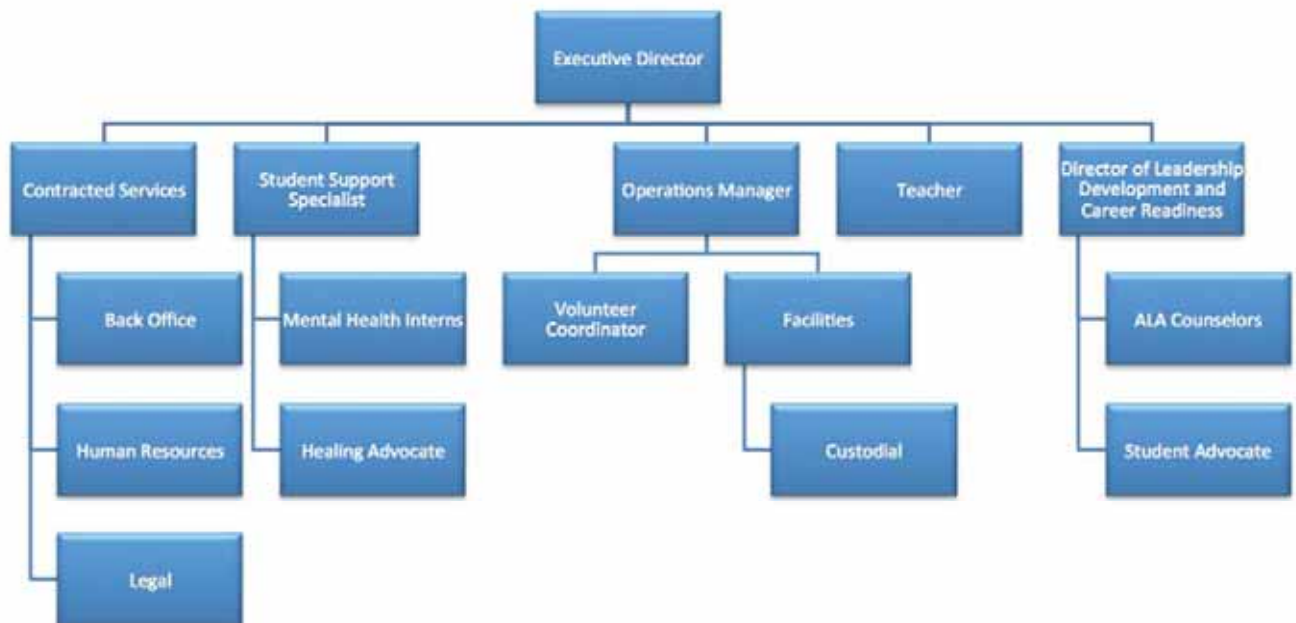 Executive Director
Contracted Services
Student Support
Specialist
Operations Manager
Teacher
Director of Leadership
Development and
Career Readiness
Back Office
Mental Health Interns
Volunteer
Coordinator
Facilities
ALA Counselors
Human Resources
Healing Advocate
Custodial
Student Advocate
Legal